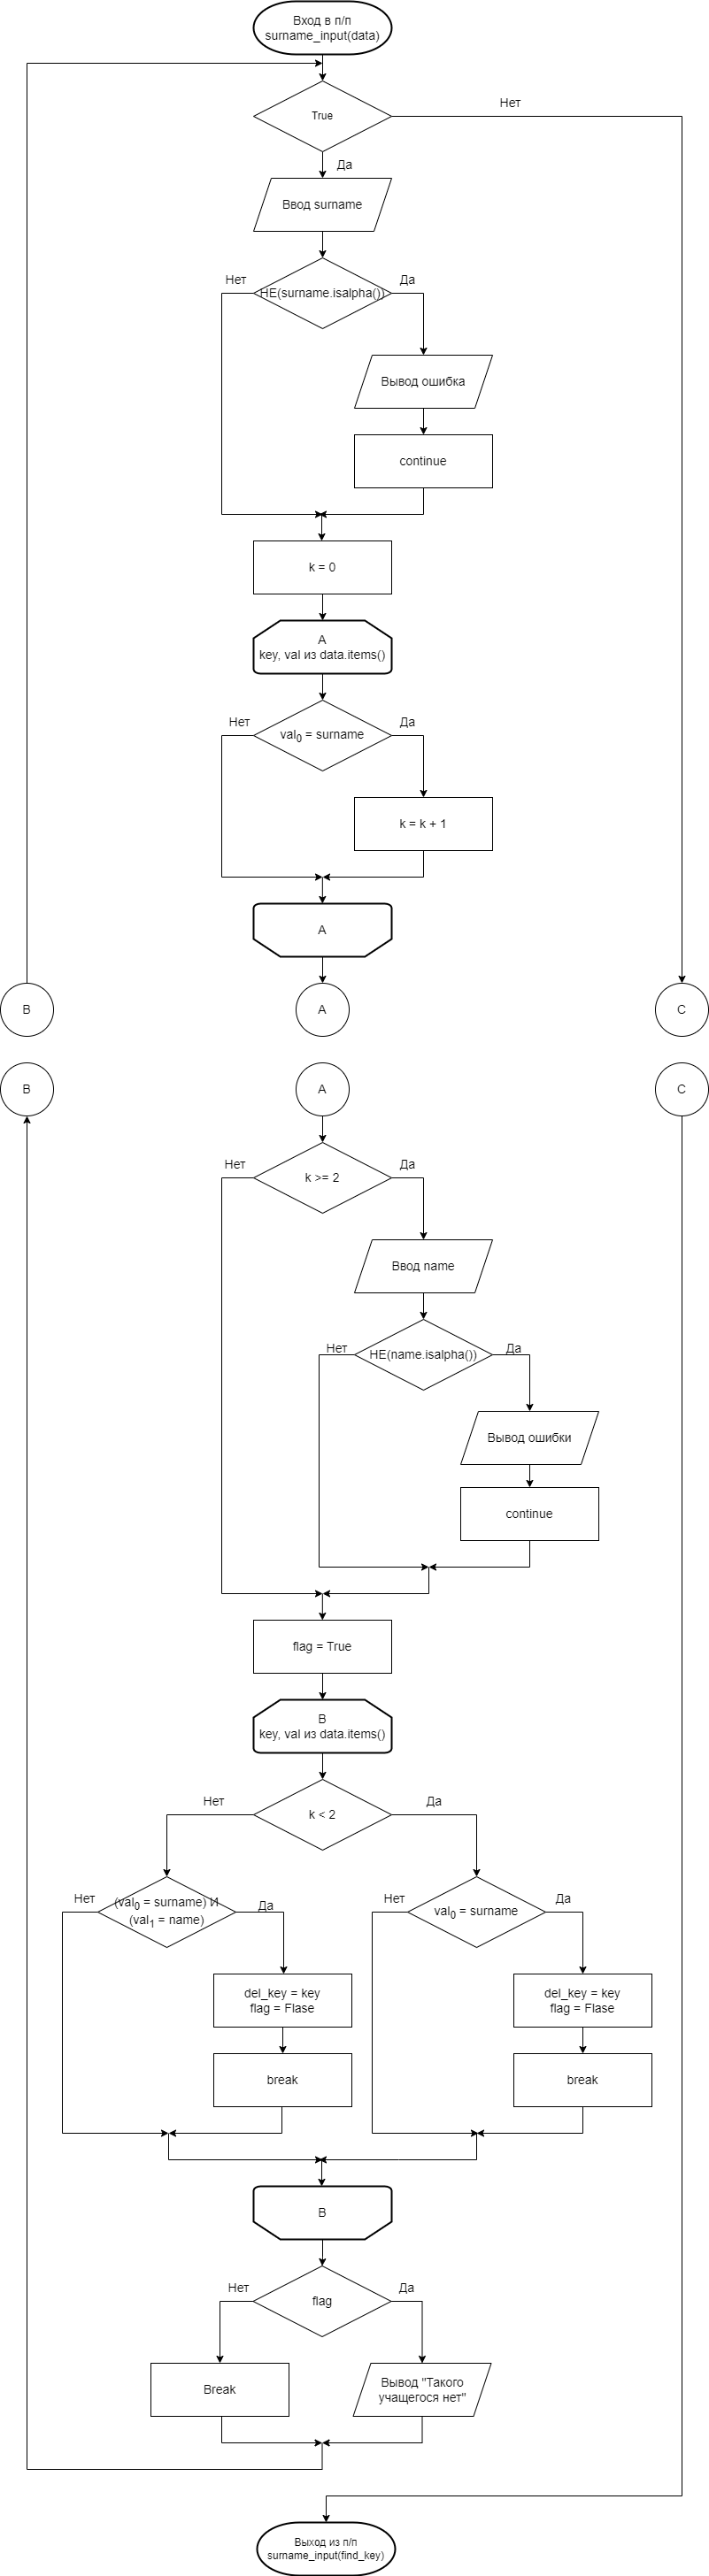 Вход в п/п
surname_input(data)
True
Нет
Да
Ввод surname
Нет
НЕ(surname.isalpha())
Да
Вывод ошибка
continue
k = 0
A
key, val из data.items()
Нет
val0 = surname
Да
k = k + 1
A
B
A
C
B
A
C
Нет
k >= 2
Да
Ввод name
Нет
НЕ(name.isalpha())
Да
Вывод ошибки
continue
flag = True
B
key, val из data.items()
Нет
k < 2
Да
Нет
(val0 = surname) И
(val1 = name)
Да
Нет
val0 = surname
Да
del_key = key
flag = Flase
del_key = key
flag = Flase
break
break
B
Нет
flag
Да
Break
Вывод "Такого
учащегося нет"
Выход из п/п
surname_input(find_key)